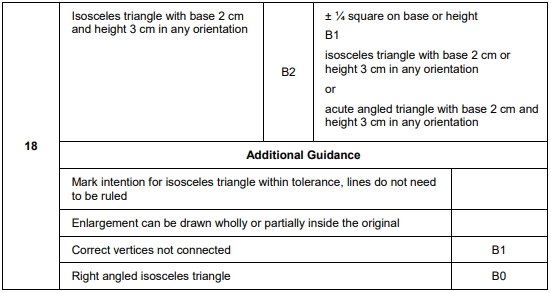 18
Isosceles triangle with base 2 cm
and height 3 cm in any orientation
B2
± ¼ square on base or height
B1
isosceles triangle with base 2 cm or
height 3 cm in any orientation
or
acute angled triangle with base 2 cm and
height 3 cm in any orientation
Additional Guidance
Mark intention for isosceles triangle within tolerance, lines do not need
to be ruled
Enlargement can be drawn wholly or partially inside the original
Correct vertices not connected B1
Right angled isosceles triangle B0